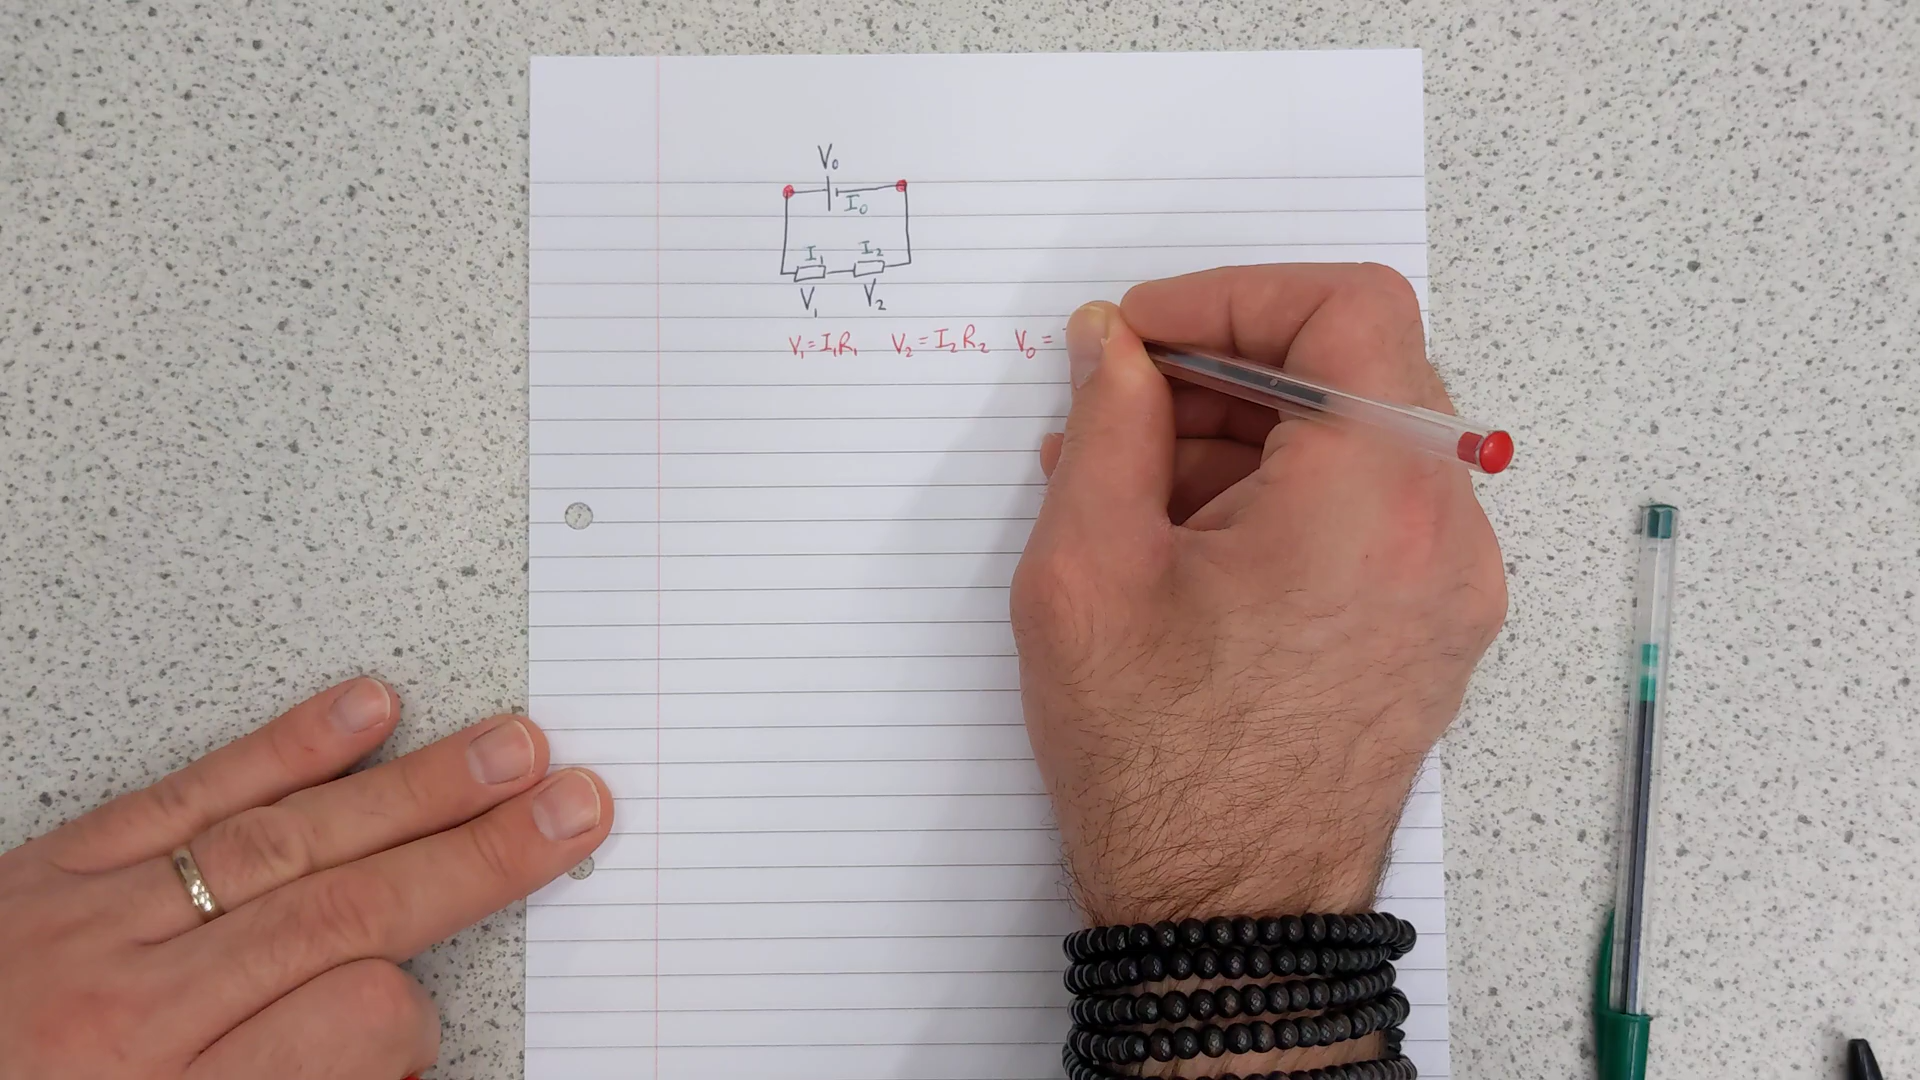 V₀
I₀
I₁ I₂
V₁ V₂
V₁=I₁R₁ V₂=I₂R₂ V₀=